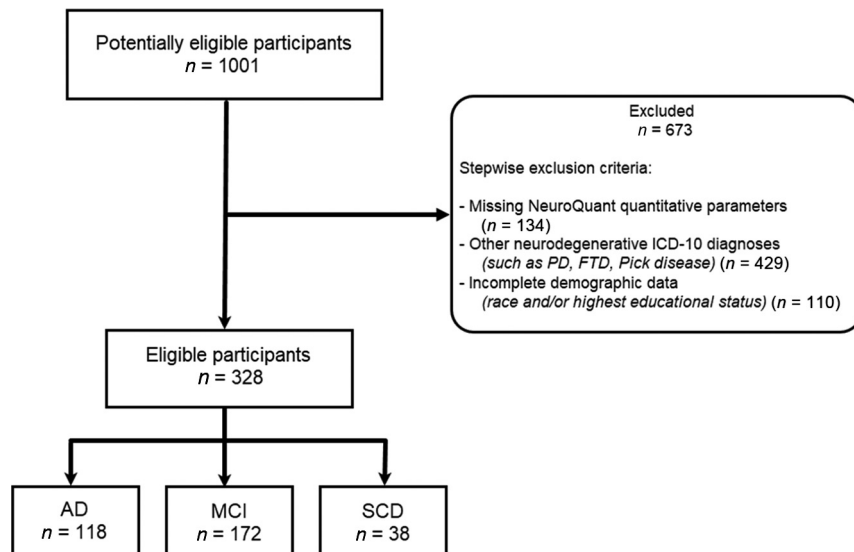 Potentially eligible participants
n = 1001
Excluded
n = 673
Stepwise exclusion criteria:
- Missing NeuroQuant quantitative parameters
(n = 134)
- Other neurodegenerative ICD-10 diagnoses
(such as PD, FTD, Pick disease) (n = 429)
- Incomplete demographic data
(race and/or highest educational status) (n = 110)
Eligible participants
n = 328
AD
n = 118
MCI
n = 172
SCD
n = 38